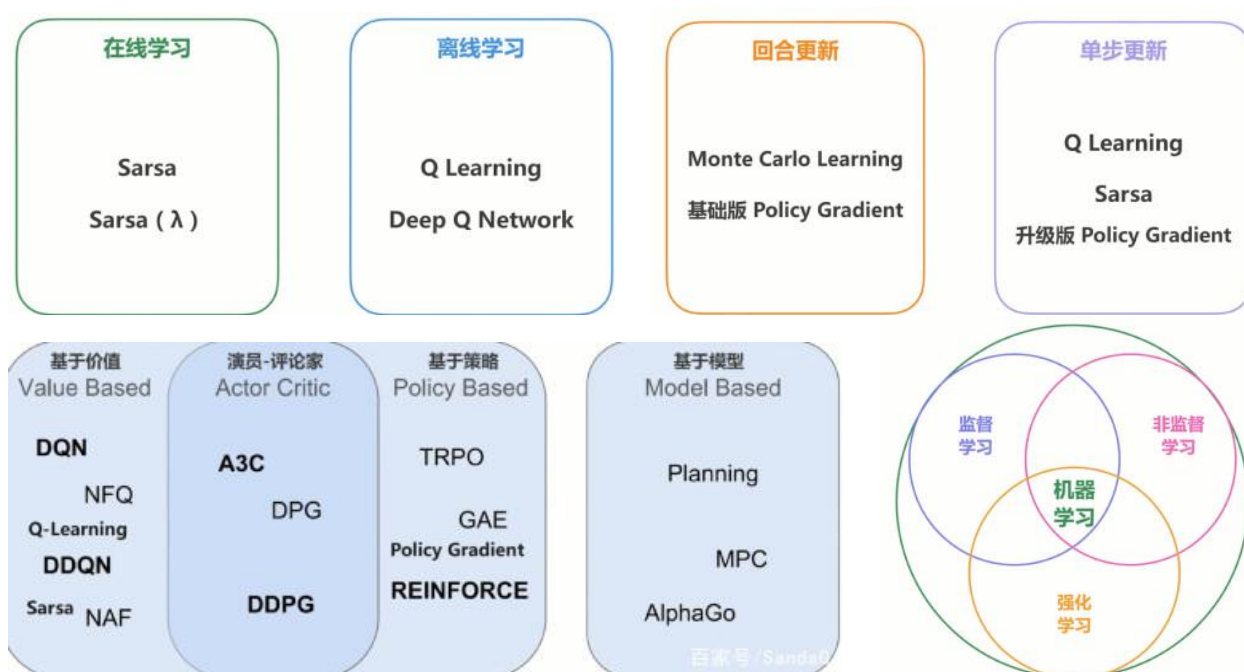 在线学习
Sarsa
Sarsa ( λ )
离线学习
Q Learning
Deep Q Network
回合更新
Monte Carlo Learning
基础版 Policy Gradient
单步更新
Q Learning
Sarsa
升级版 Policy Gradient
基于价值
Value Based
DQN
NFQ
Q-Learning
DDQN
Sarsa
NAF
演员-评论家
Actor Critic
A3C
DPG
DDPG
基于策略
Policy Based
TRPO
GAE
Policy Gradient
REINFORCE
基于模型
Model Based
Planning
MPC
AlphaGo
监督
学习
非监督
学习
机器
学习
强化
学习